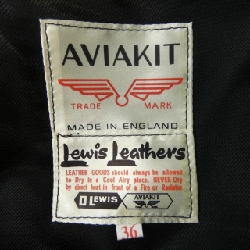 AVIAKIT
TRADE MARK
MADE IN ENGLAND
Lewis Leathers
LEATHER GOODS should always be allowed
to Dry in a Cool Airy place. NEVER Dry
by direct heat in front of a Fire or Radiator.
LEWIS AVIAKIT
36